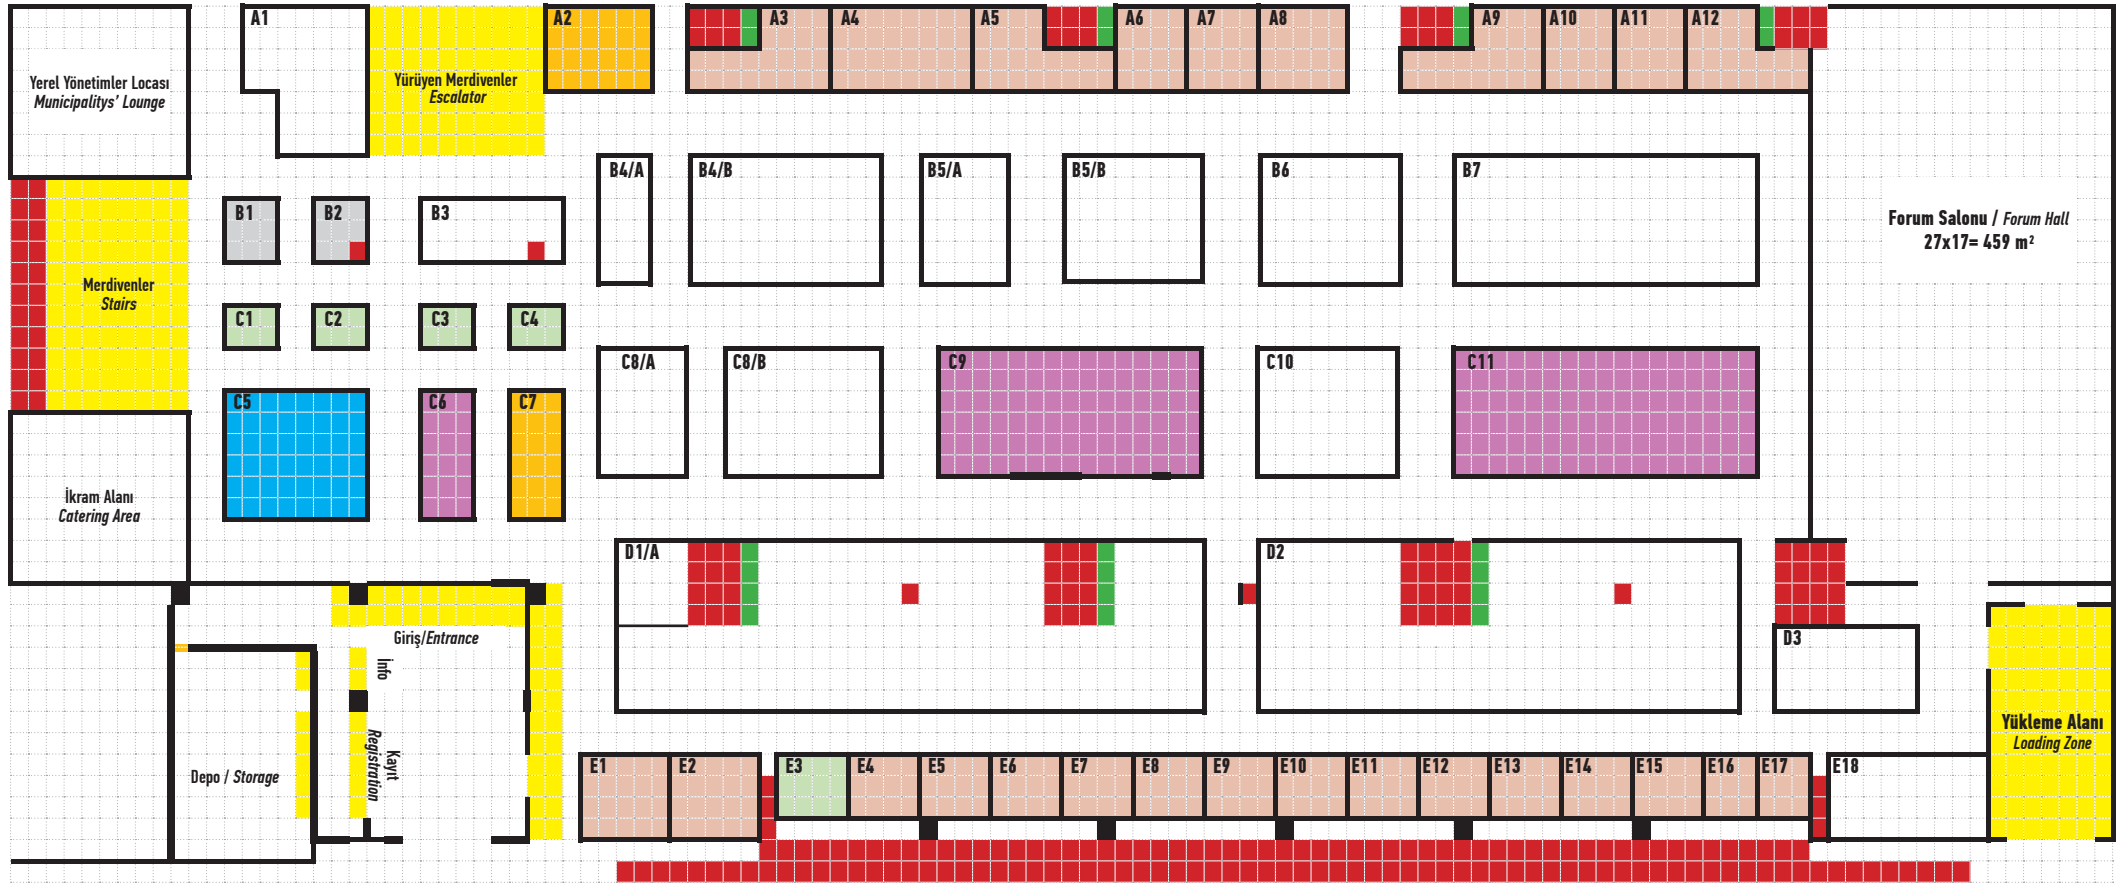 A1
A2
A3
A4
A5
A6
A7
A8
A9
A10
A11
A12
Yerel Yönetimler Locası
Municipalitys' Lounge
Yürüyen Merdivenler
Escalator
B1
B2
B3
B4/A
B4/B
B5/A
B5/B
B6
B7
Forum Salonu / Forum Hall
27x17= 459 m²
Merdivenler
Stairs
C1
C2
C3
C4
C5
C6
C7
C8/A
C8/B
C9
C10
C11
İkram Alanı
Catering Area
D1/A
D2
D3
Giriş/Entrance
İnfo
Kayıt
Registration
Depo / Storage
Yükleme Alanı
Loading Zone
E1
E2
E3
E4
E5
E6
E7
E8
E9
E10
E11
E12
E13
E14
E15
E16
E17
E18